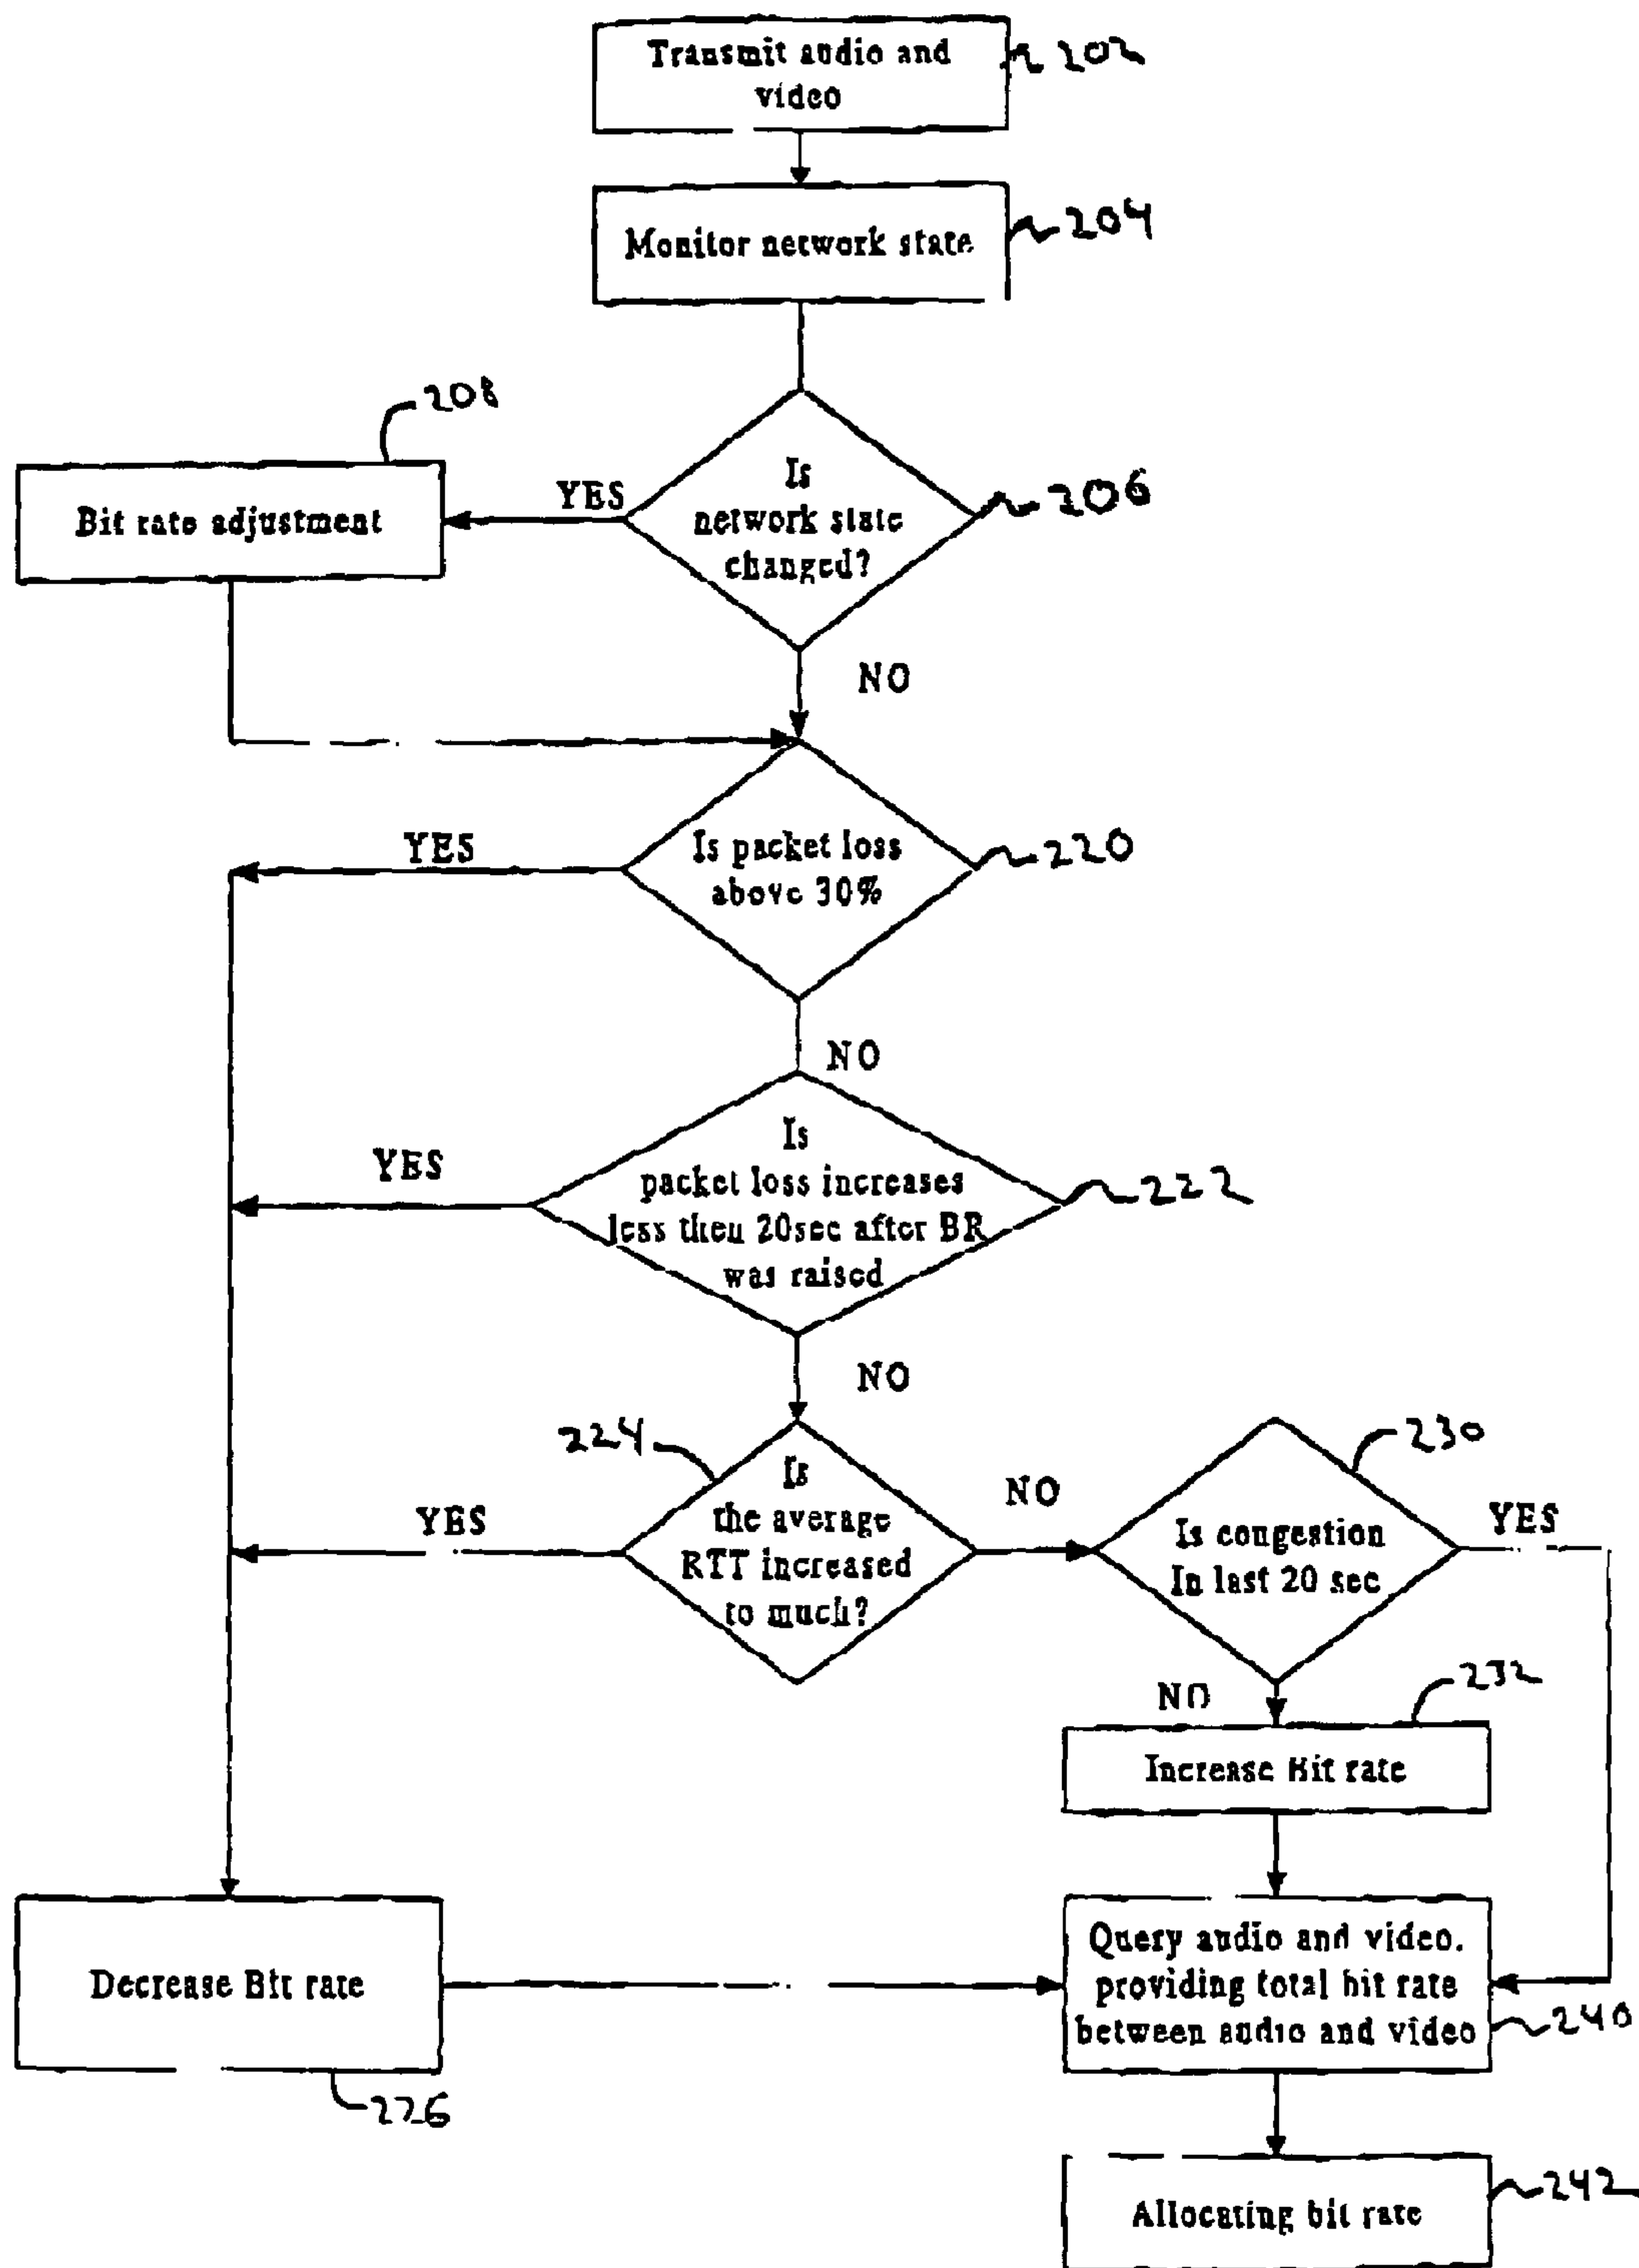 Transmit audio and
video
202
Monitor network state
204
208
Is
network state
changed?
206
YES
Bit rate adjustment
NO
Is packet loss
above 30%
220
YES
NO
Is
packet loss increases
less then 20sec after BR
was raised
222
YES
NO
224
Is
the average
RTT increased
to much?
YES
NO
230
Is congestion
In last 20 sec
YES
NO
232
Increase Bit rate
Decrease Bit rate
226
Query audio and video.
providing total bit rate
between audio and video
240
Allocating bit rate
242